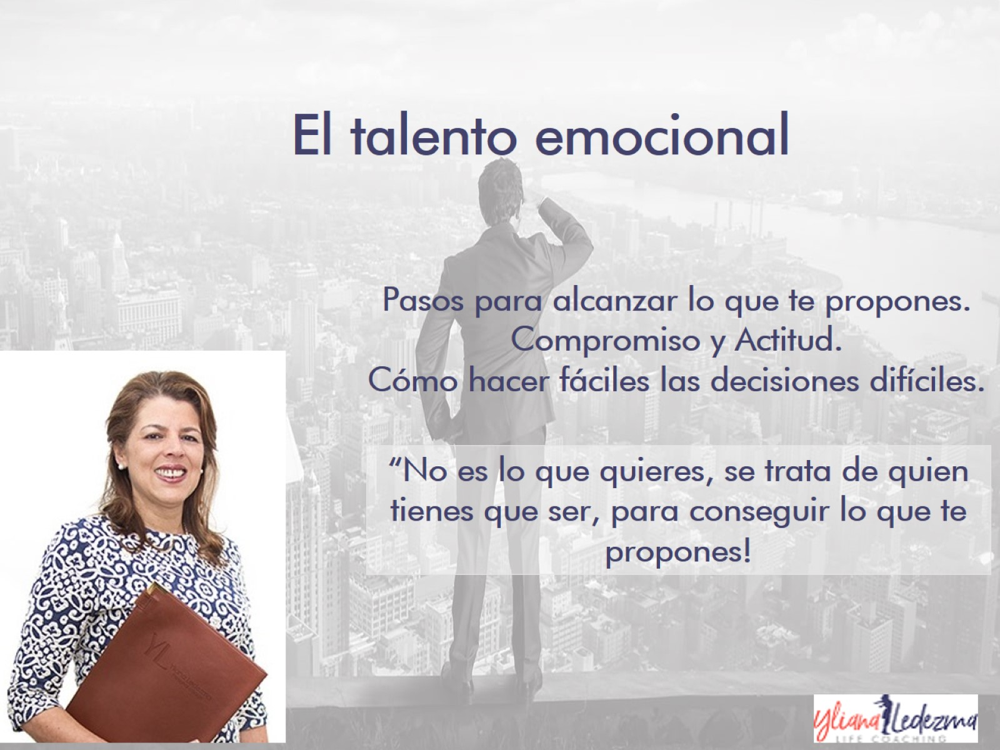 El talento emocional
Pasos para alcanzar lo que te propones.
Compromiso y Actitud.
Cómo hacer fáciles las decisiones difíciles.
“No es lo que quieres, se trata de quien
tienes que ser, para conseguir lo que te
propones!
YL
Yliana Ledezma
LIFE COACHING